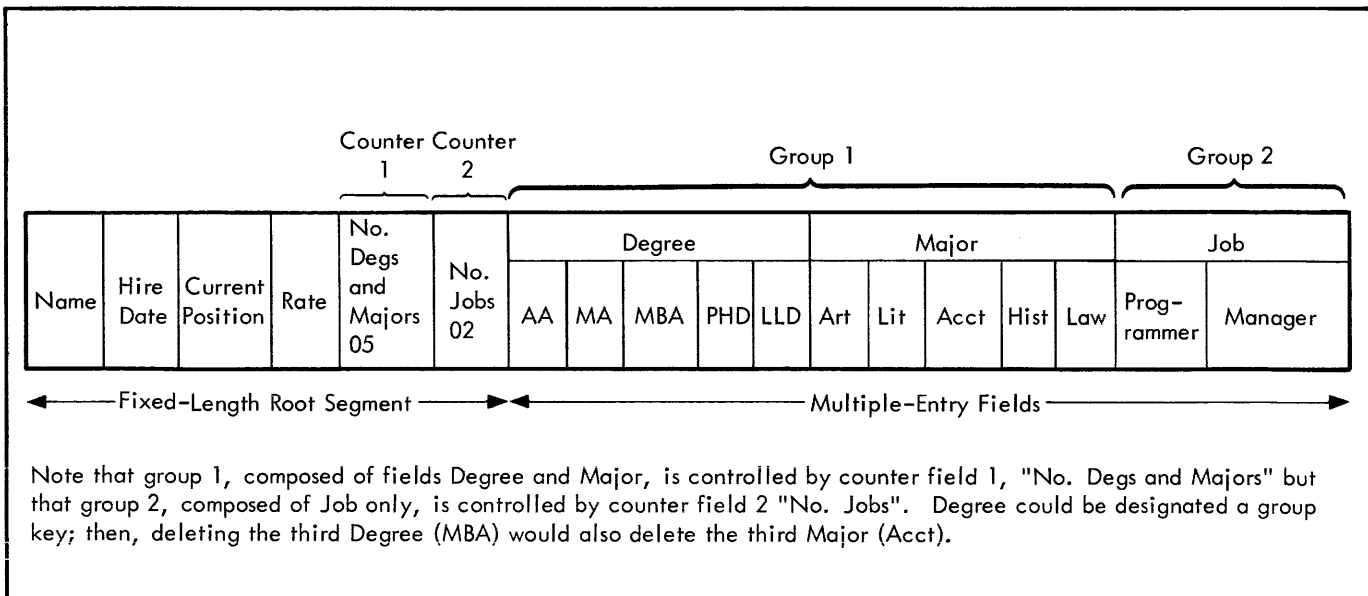 Counter Counter
1 2 Group 1 Group 2
No. Degs and Majors 05
No. Jobs 02
Degree Major Job
Name Hire Date Current Position Rate
AA MA MBA PHD LLD Art Lit Acct Hist Law Prog-rammer Manager
Fixed-Length Root Segment Multiple-Entry Fields
Note that group 1, composed of fields Degree and Major, is controlled by counter field 1, "No. Degs and Majors" but
that group 2, composed of Job only, is controlled by counter field 2 "No. Jobs". Degree could be designated a group
key; then, deleting the third Degree (MBA) would also delete the third Major (Acct).